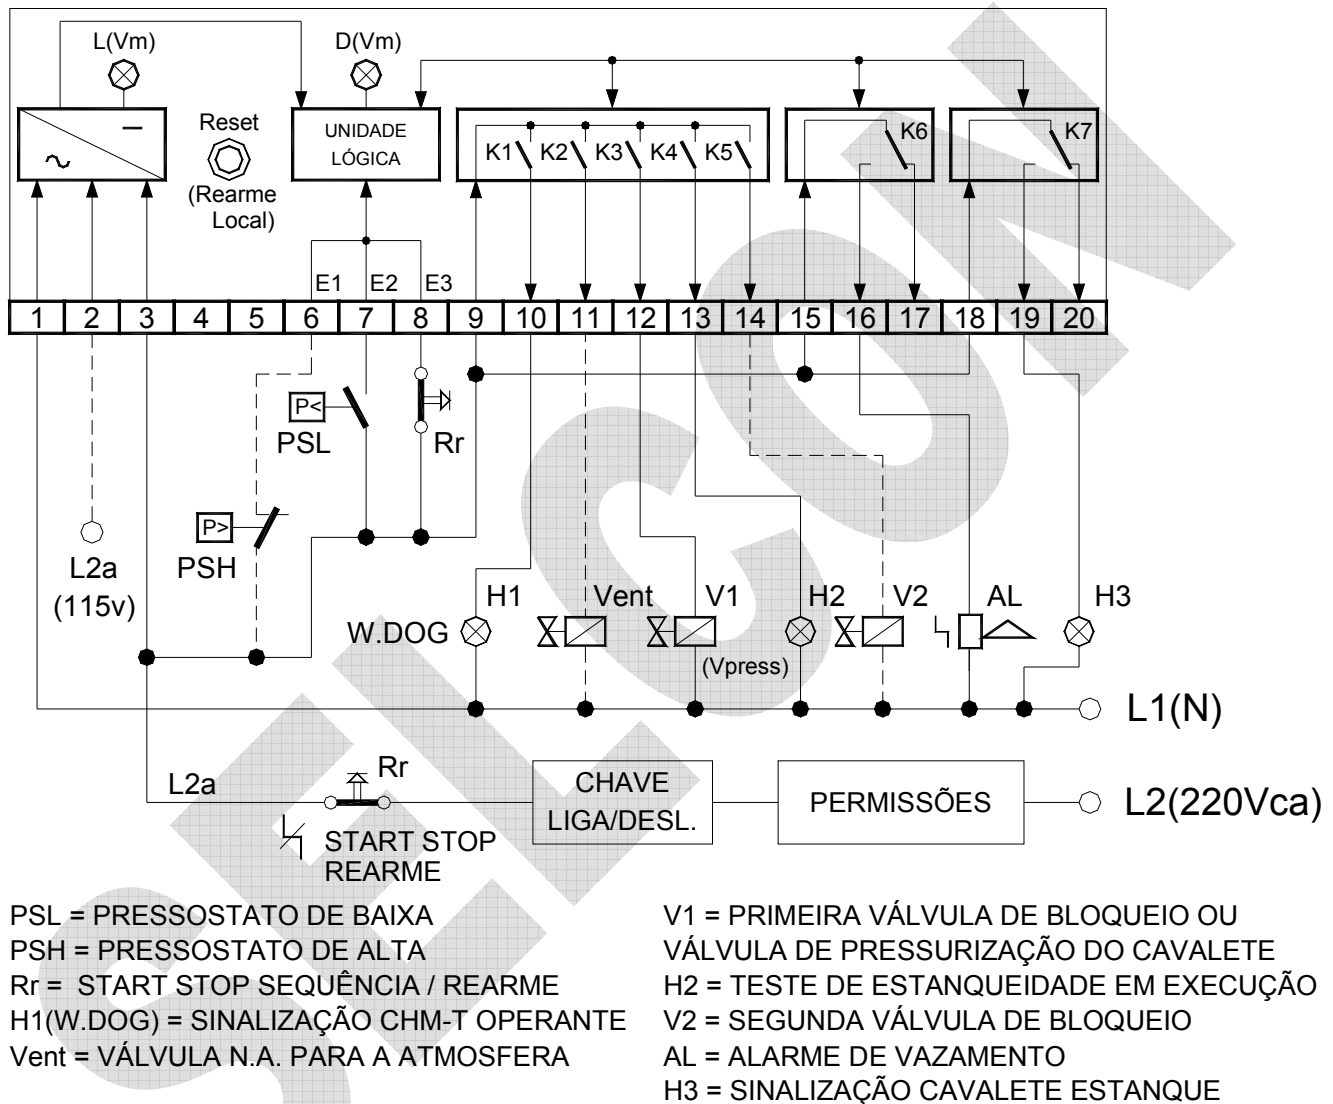 L(Vm)
D(Vm)
Reset
(Rearme
Local)
UNIDADE
LÓGICA
K1 K2 K3 K4 K5
K6
K7
E1 E2 E3
1 2 3 4 5 6 7 8 9 10 11 12 13 14 15 16 17 18 19 20
P<
PSL
Rr
P>
PSH
L2a
(115v)
H1
W.DOG
Vent
V1
(Vpress)
H2
V2
AL
H3
L1(N)
L2a
Rr
START STOP
REARME
CHAVE
LIGA/DESL.
PERMISSÕES
L2(220Vca)
PSL = PRESSOSTATO DE BAIXA
PSH = PRESSOSTATO DE ALTA
Rr = START STOP SEQUÊNCIA / REARME
H1(W.DOG) = SINALIZAÇÃO CHM-T OPERANTE
Vent = VÁLVULA N.A. PARA A ATMOSFERA
V1 = PRIMEIRA VÁLVULA DE BLOQUEIO OU
VÁLVULA DE PRESSURIZAÇÃO DO CAVALETE
H2 = TESTE DE ESTANQUEIDADE EM EXECUÇÃO
V2 = SEGUNDA VÁLVULA DE BLOQUEIO
AL = ALARME DE VAZAMENTO
H3 = SINALIZAÇÃO CAVALETE ESTANQUE
SELCON